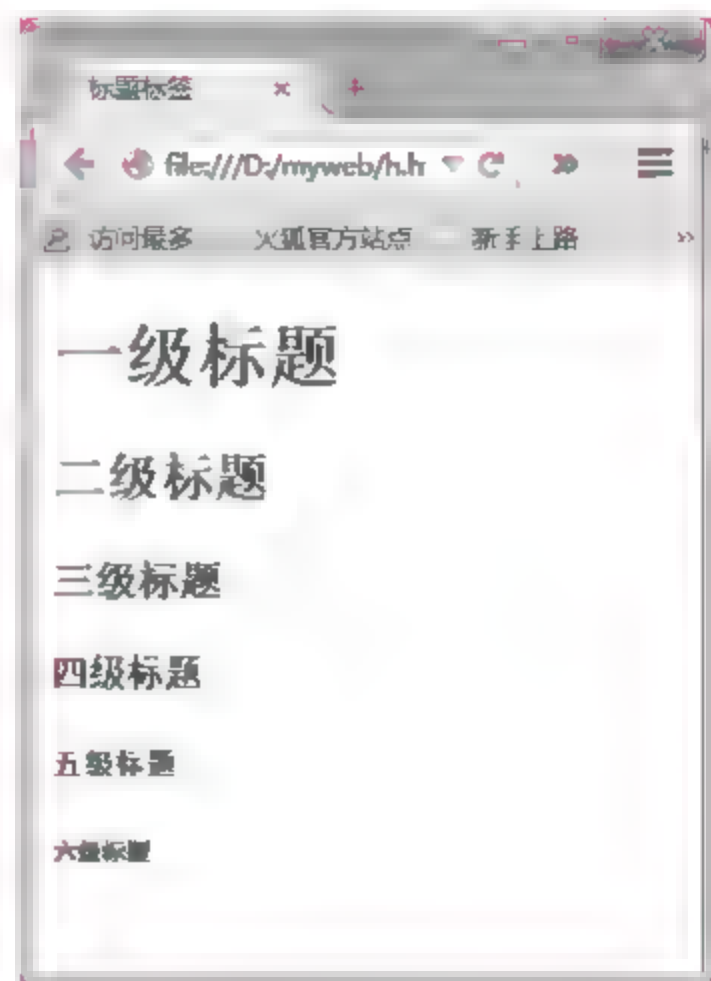 标题标签
file:///D:/myweb/h.h
访问最多 火狐官方站点 新手上路
一级标题
二级标题
三级标题
四级标题
五级标题
六级标题